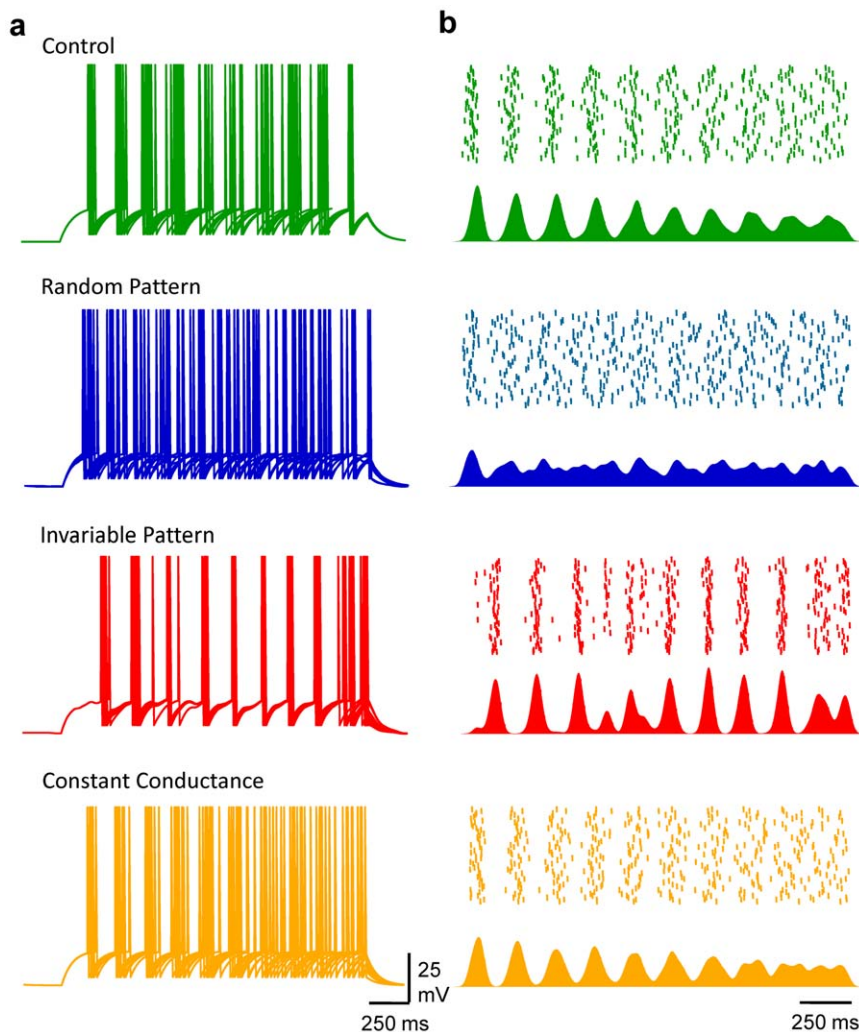 a
b
Control
Random Pattern
Invariable Pattern
Constant Conductance
25
mV
250 ms
250 ms